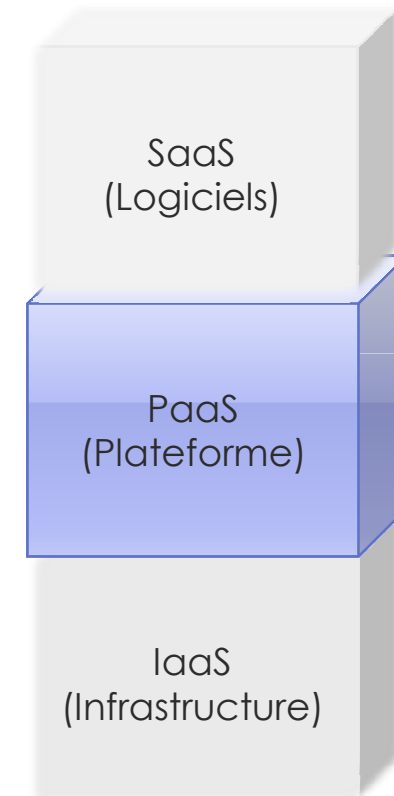 SaaS
(Logiciels)
PaaS
(Plateforme)
IaaS
(Infrastructure)